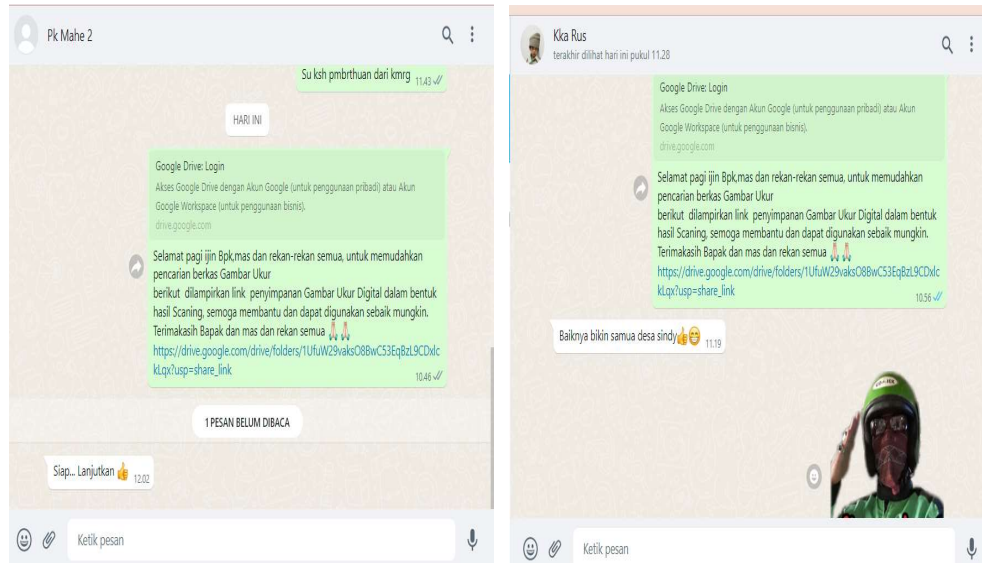 Pk Mahe 2
Su ksh pmbrthuan dari kmrg 11.43
HARI INI
Google Drive: Login
Akses Google Drive dengan Akun Google (untuk penggunaan pribadi) atau Akun
Google Workspace (untuk penggunaan bisnis).
drive.google.com
Selamat pagi ijin Bpk,mas dan rekan-rekan semua, untuk memudahkan
pencarian berkas Gambar Ukur
berikut dilampirkan link penyimpanan Gambar Ukur Digital dalam bentuk
hasil Scaning, semoga membantu dan dapat digunakan sebaik mungkin.
Terimakasih Bapak dan mas dan rekan semua 🙏🏻 🙏🏻
https://drive.google.com/drive/folders/1UfuW29vaksO8BwC53EqBzL9CDxlc
kLqx?usp=share_link
10.46
1 PESAN BELUM DIBACA
Siap... Lanjutkan 👍 12.02
Ketik pesan
Kka Rus
terakhir dilihat hari ini pukul 11.28
Google Drive: Login
Akses Google Drive dengan Akun Google (untuk penggunaan pribadi) atau Akun
Google Workspace (untuk penggunaan bisnis).
drive.google.com
Selamat pagi ijin Bpk,mas dan rekan-rekan semua, untuk memudahkan
pencarian berkas Gambar Ukur
berikut dilampirkan link penyimpanan Gambar Ukur Digital dalam bentuk
hasil Scaning, semoga membantu dan dapat digunakan sebaik mungkin.
Terimakasih Bapak dan mas dan rekan semua 🙏🏻 🙏🏻
https://drive.google.com/drive/folders/1UfuW29vaksO8BwC53EqBzL9CDxlc
kLqx?usp=share_link
10.56
Baiknya bikin samua desa sindy👍😁 11.19
Ketik pesan